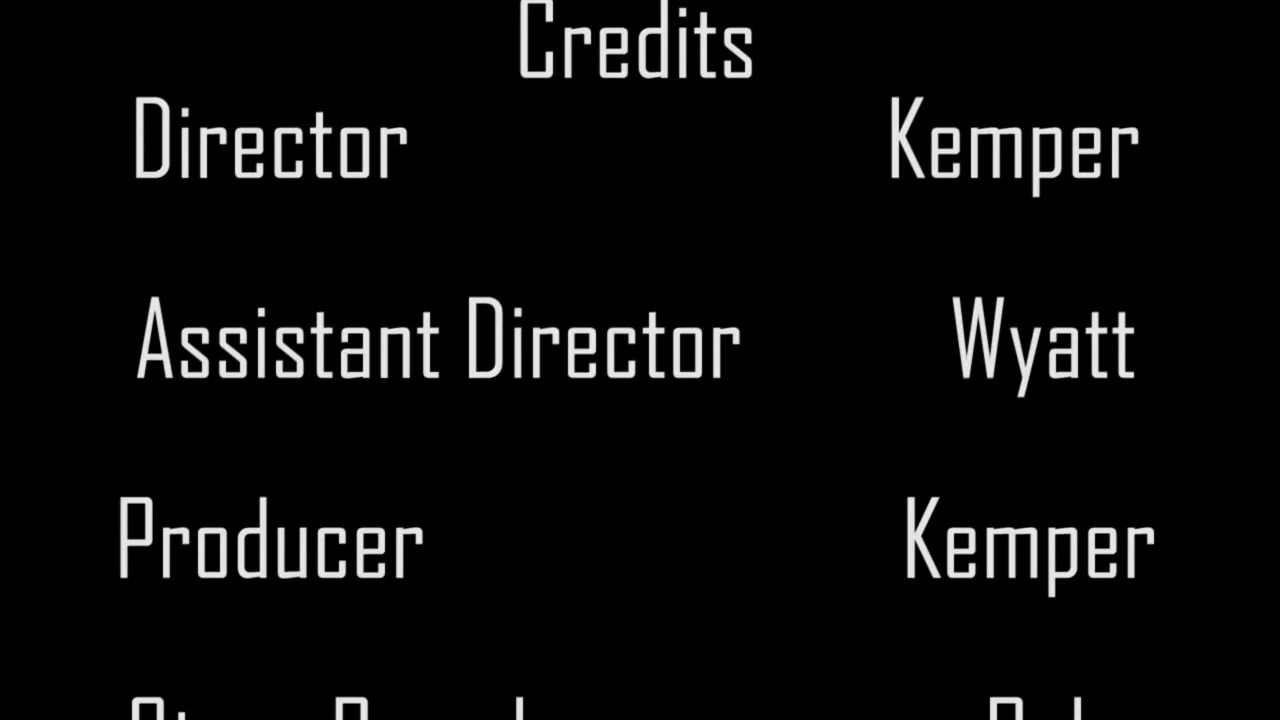 Credits
Director Kemper
Assistant Director Wyatt
Producer Kemper